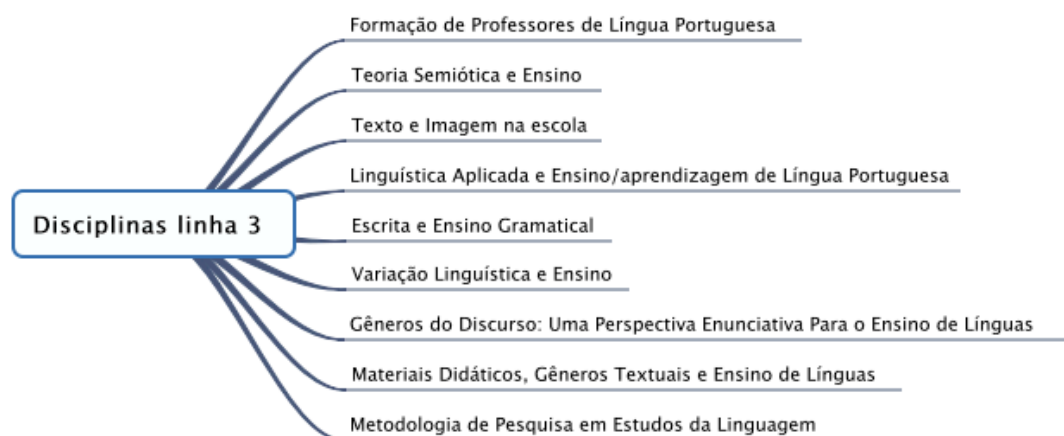 Formação de Professores de Língua Portuguesa
Teoria Semiótica e Ensino
Texto e Imagem na escola
Linguística Aplicada e Ensino/aprendizagem de Língua Portuguesa
Disciplinas linha 3
Escrita e Ensino Gramatical
Variação Linguística e Ensino
Gêneros do Discurso: Uma Perspectiva Enunciativa Para o Ensino de Línguas
Materiais Didáticos, Gêneros Textuais e Ensino de Línguas
Metodologia de Pesquisa em Estudos da Linguagem